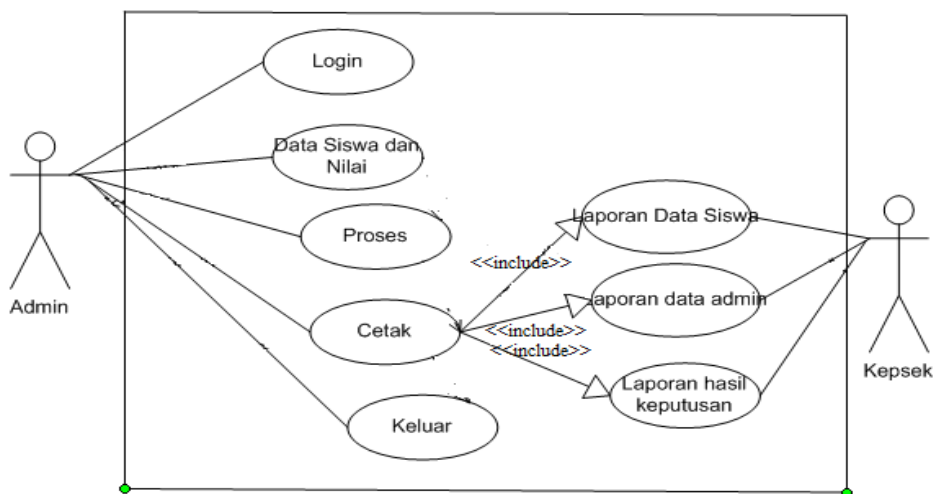 Login
Data Siswa dan
Nilai
Proses
Cetak
Keluar
Admin
<<include>>
<<include>>
<<include>>
Laporan Data Siswa
aporan data admin
Laporan hasil
keputusan
Kepsek